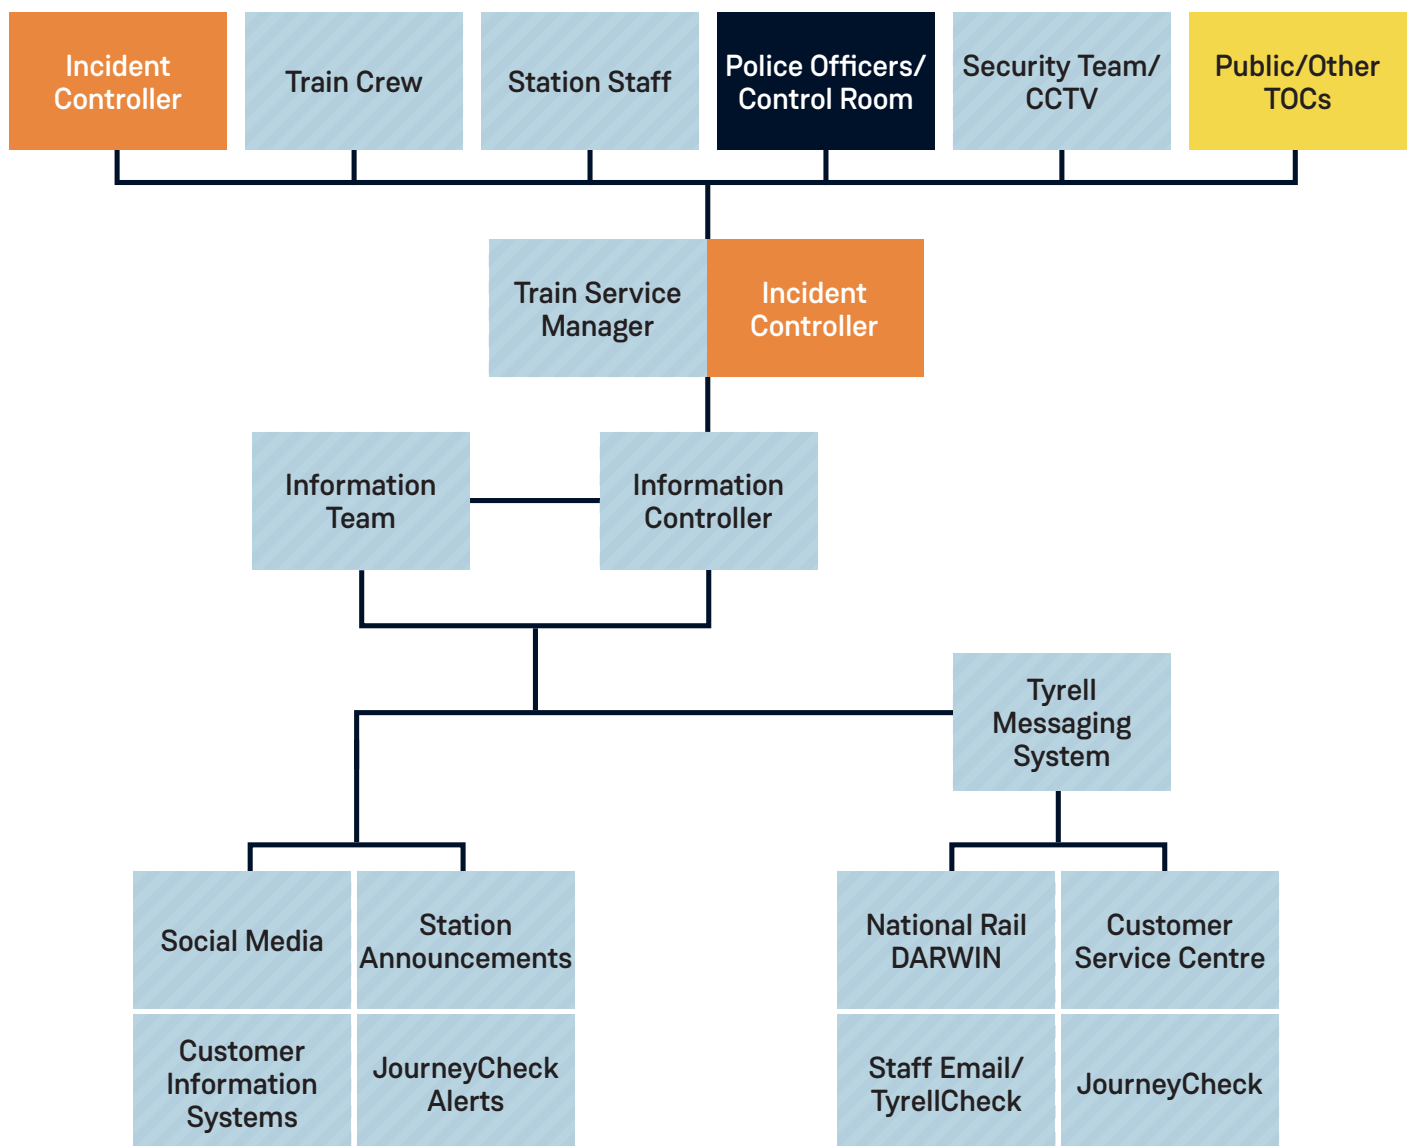 Incident
Controller
Train Crew
Station Staff
Police Officers/
Control Room
Security Team/
CCTV
Public/Other
TOCs
Train Service
Manager
Incident
Controller
Information
Team
Information
Controller
Tyrell
Messaging
System
Social Media
Station
Announcements
Customer
Information
Systems
JourneyCheck
Alerts
National Rail
DARWIN
Customer
Service Centre
Staff Email/
TyrellCheck
JourneyCheck